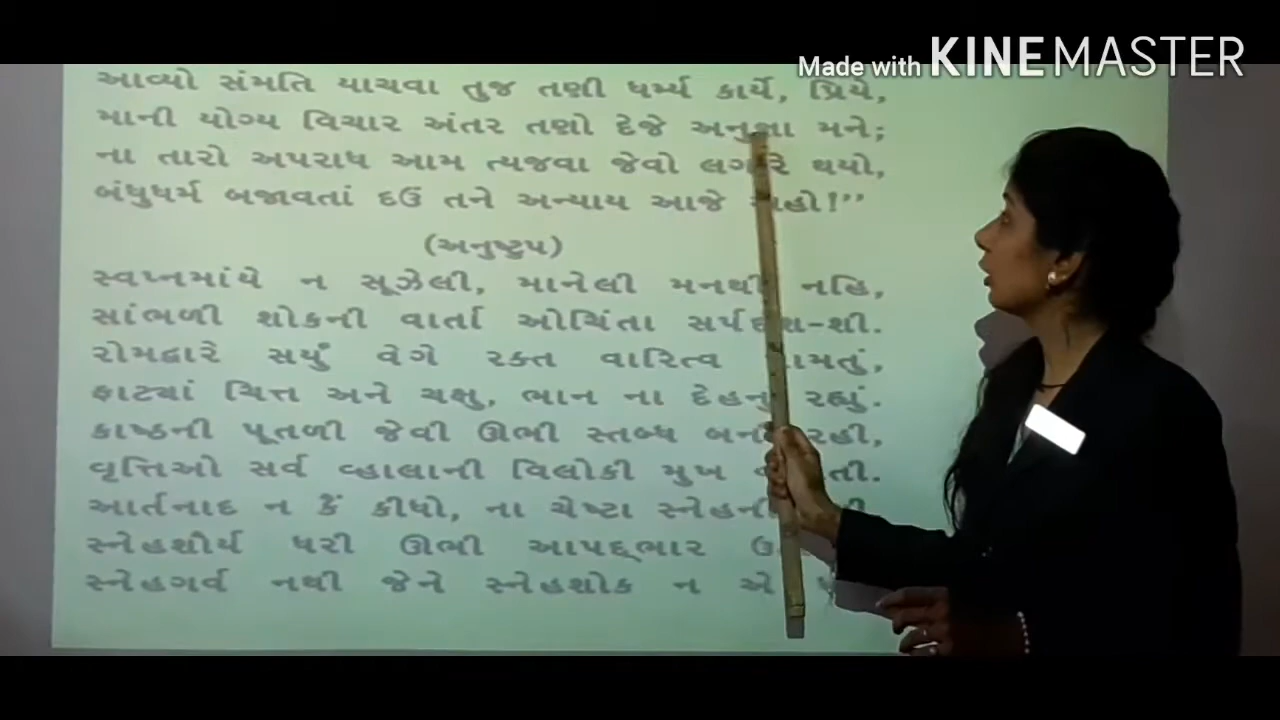 Made with KINEMASTER
આવ્યો સંમતિ યાચવા તુજ તણી ધર્મ્ય કાર્યે, પ્રિયે,
માની યોગ્ય વિચાર અંતર તણો દેજે અનુજ્ઞા મને;
ના તારો અપરાધ આમ ત્યજવા જેવો લગારે થયો,
બંધુધર્મ બજાવતાં દઉં તને અન્યાય આજે અહો!”
(અનુષ્ટુપ)
સ્વપ્નમાંયે ન સૂઝેલી, માનેલી મનથી નહિ,
સાંભળી શોકની વાર્તા ઓચિંતા સર્પદંશ-શી.
રોમદ્વારે સર્યું વેગે રક્ત વારિત્વ પામતું,
ફાટ્યાં ચિત્ત અને ચક્ષુ, ભાન ના દેહનું રહ્યું.
કાષ્ઠની પૂતળી જેવી ઊભી સ્તબ્ધ બની રહી,
વૃત્તિઓ સર્વ વ્હાલાની વિલોકી મુખ
આર્તનાદ ન કૈં કીધો, ના ચેષ્ટા સ્નેહની
સ્નેહશૌર્ય ધરી ઊભી આપદ્ભાર
સ્નેહગર્વ નથી જેને સ્નેહશોક ન એ